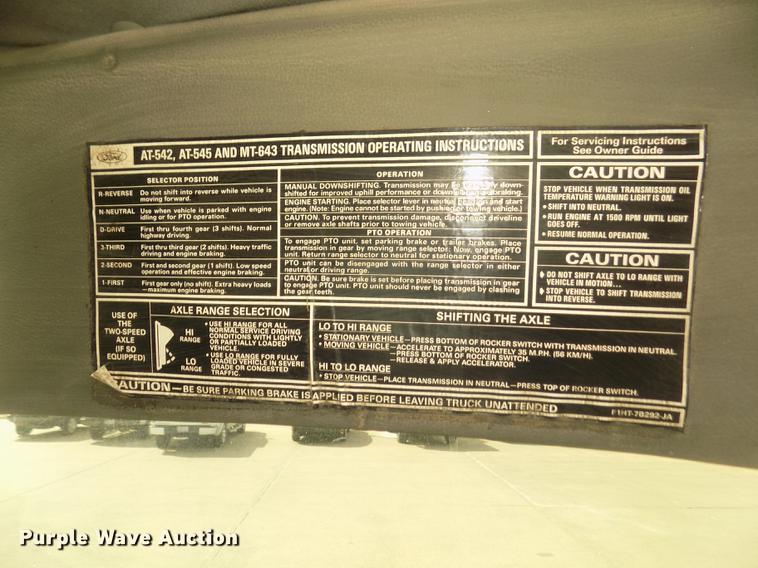 Ford
AT-542, AT-545 AND MT-643 TRANSMISSION OPERATING INSTRUCTIONS
For Servicing Instructions
See Owner Guide
SELECTOR POSITION
R-REVERSE Do not shift into reverse while vehicle is
moving forward.
N-NEUTRAL Use when vehicle is parked with engine
idling or for PTO operation.
D-DRIVE First thru fourth gear (3 shifts). Normal
highway driving.
3-THIRD First thru third gear (2 shifts). Heavy traffic
driving and engine braking.
2-SECOND First and second gear (1 shift). Low speed
operation and effective engine braking.
1-FIRST First gear only (no shift). Extra heavy loads
—maximum engine braking.
OPERATION
MANUAL DOWNSHIFTING. Transmission may be down-
shifted for improved uphill performance or downhill braking.
ENGINE STARTING. Place selector lever in neutral position and start
engine. (Note: Engine cannot be started by push or tow vehicle.)
CAUTION. To prevent transmission damage, disconnect driveline
or remove axle shafts prior to towing vehicle.
PTO OPERATION
To engage PTO unit, set parking brake or trailer brakes. Place
transmission in gear by moving range selector. Now, engage PTO
unit. Return range selector to neutral for stationary operation.
PTO unit can be disengaged with the range selector in either
neutral or driving range.
CAUTION. Be sure brake is set before placing transmission in gear
to engage PTO unit. PTO unit should never be engaged by clashing
the gear teeth.
CAUTION
STOP VEHICLE WHEN TRANSMISSION OIL
TEMPERATURE WARNING LIGHT IS ON.
• SHIFT INTO NEUTRAL.
• RUN ENGINE AT 1500 RPM UNTIL LIGHT
GOES OFF.
• RESUME NORMAL OPERATION.
CAUTION
• DO NOT SHIFT AXLE TO LO RANGE WITH
VEHICLE IN MOTION...
• STOP VEHICLE TO SHIFT TRANSMISSION
INTO REVERSE.
USE OF
THE
TWO-SPEED
AXLE
(IF SO
EQUIPPED)
AXLE RANGE SELECTION
HI
RANGE
• USE HI RANGE FOR ALL
NORMAL SERVICE DRIVING
CONDITIONS WITH LIGHTLY
OR PARTIALLY LOADED
VEHICLE
LO
RANGE
• USE LO RANGE FOR FULLY
LOADED VEHICLE IN SEVERE
GRADE OR CONGESTED
TRAFFIC.
SHIFTING THE AXLE
LO TO HI RANGE
• STATIONARY VEHICLE—PRESS BOTTOM OF ROCKER SWITCH WITH TRANSMISSION IN NEUTRAL.
• MOVING VEHICLE—ACCELERATE TO APPROXIMATELY 35 M.P.H. (56 KM/H).
—PRESS BOTTOM OF ROCKER SWITCH.
—RELEASE & APPLY ACCELERATOR.
HI TO LO RANGE
• STOP VEHICLE—PLACE TRANSMISSION IN NEUTRAL—PRESS TOP OF ROCKER SWITCH.
CAUTION—BE SURE PARKING BRAKE IS APPLIED BEFORE LEAVING TRUCK UNATTENDED
F1HT-7B292-JA
Purple Wave Auction